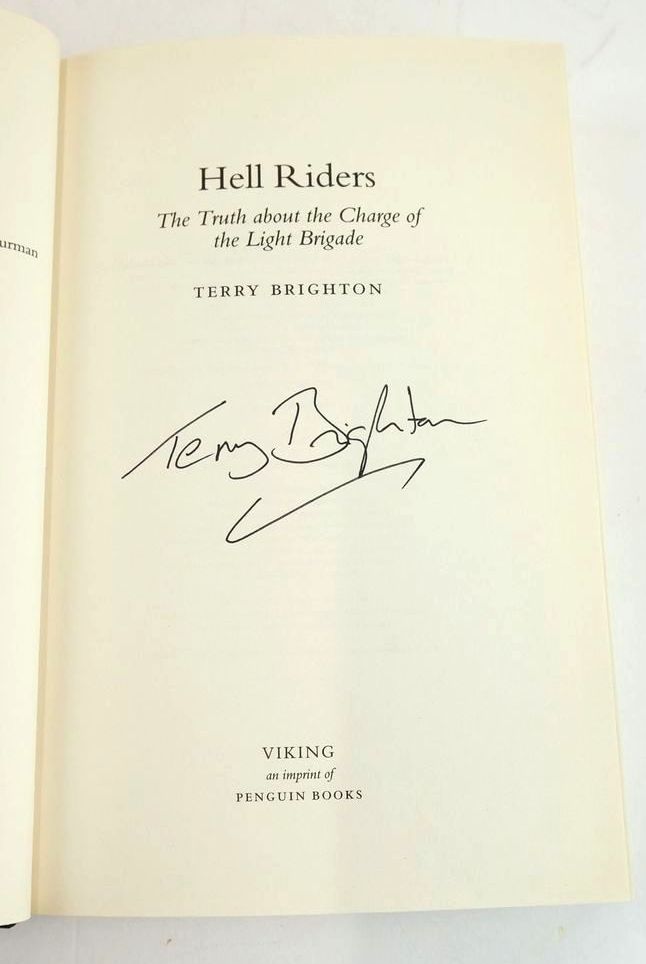 urman
Hell Riders
The Truth about the Charge of
the Light Brigade
TERRY BRIGHTON
Terry Brighton
VIKING
an imprint of
PENGUIN BOOKS